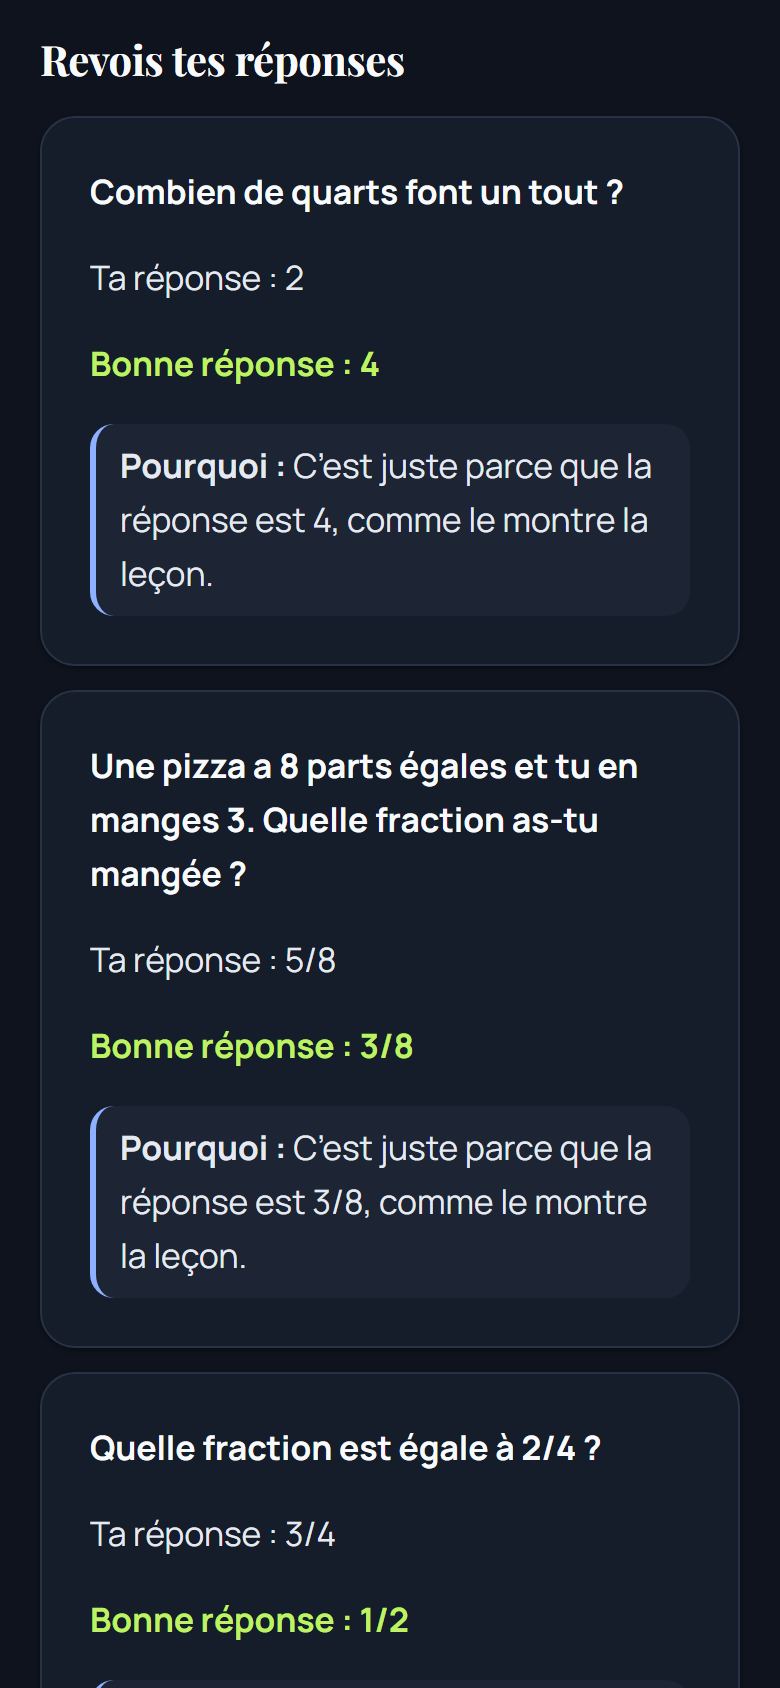 Revois tes réponses
Combien de quarts font un tout ?
Ta réponse : 2
Bonne réponse : 4
Pourquoi : C’est juste parce que la
réponse est 4, comme le montre la
leçon.
Une pizza a 8 parts égales et tu en
manges 3. Quelle fraction as-tu
mangée ?
Ta réponse : 5/8
Bonne réponse : 3/8
Pourquoi : C’est juste parce que la
réponse est 3/8, comme le montre
la leçon.
Quelle fraction est égale à 2/4 ?
Ta réponse : 3/4
Bonne réponse : 1/2